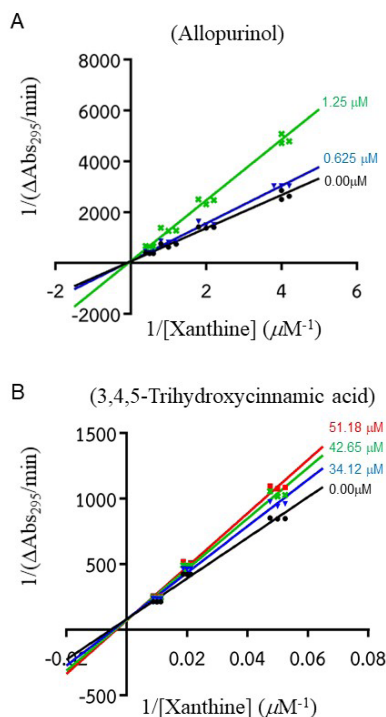 A
(Allopurinol)
1/(ΔAbs295/min)
8000
6000
4000
2000
-2000
-2
2
4
6
1.25 μM
0.625 μM
0.00μM
1/[Xanthine] (μM⁻¹)
B
(3,4,5-Trihydroxycinnamic acid)
1/(ΔAbs295/min)
1500
1000
500
-500
0.02
0.04
0.06
0.08
51.18 μM
42.65 μM
34.12 μM
0.00μM
1/[Xanthine] (μM⁻¹)